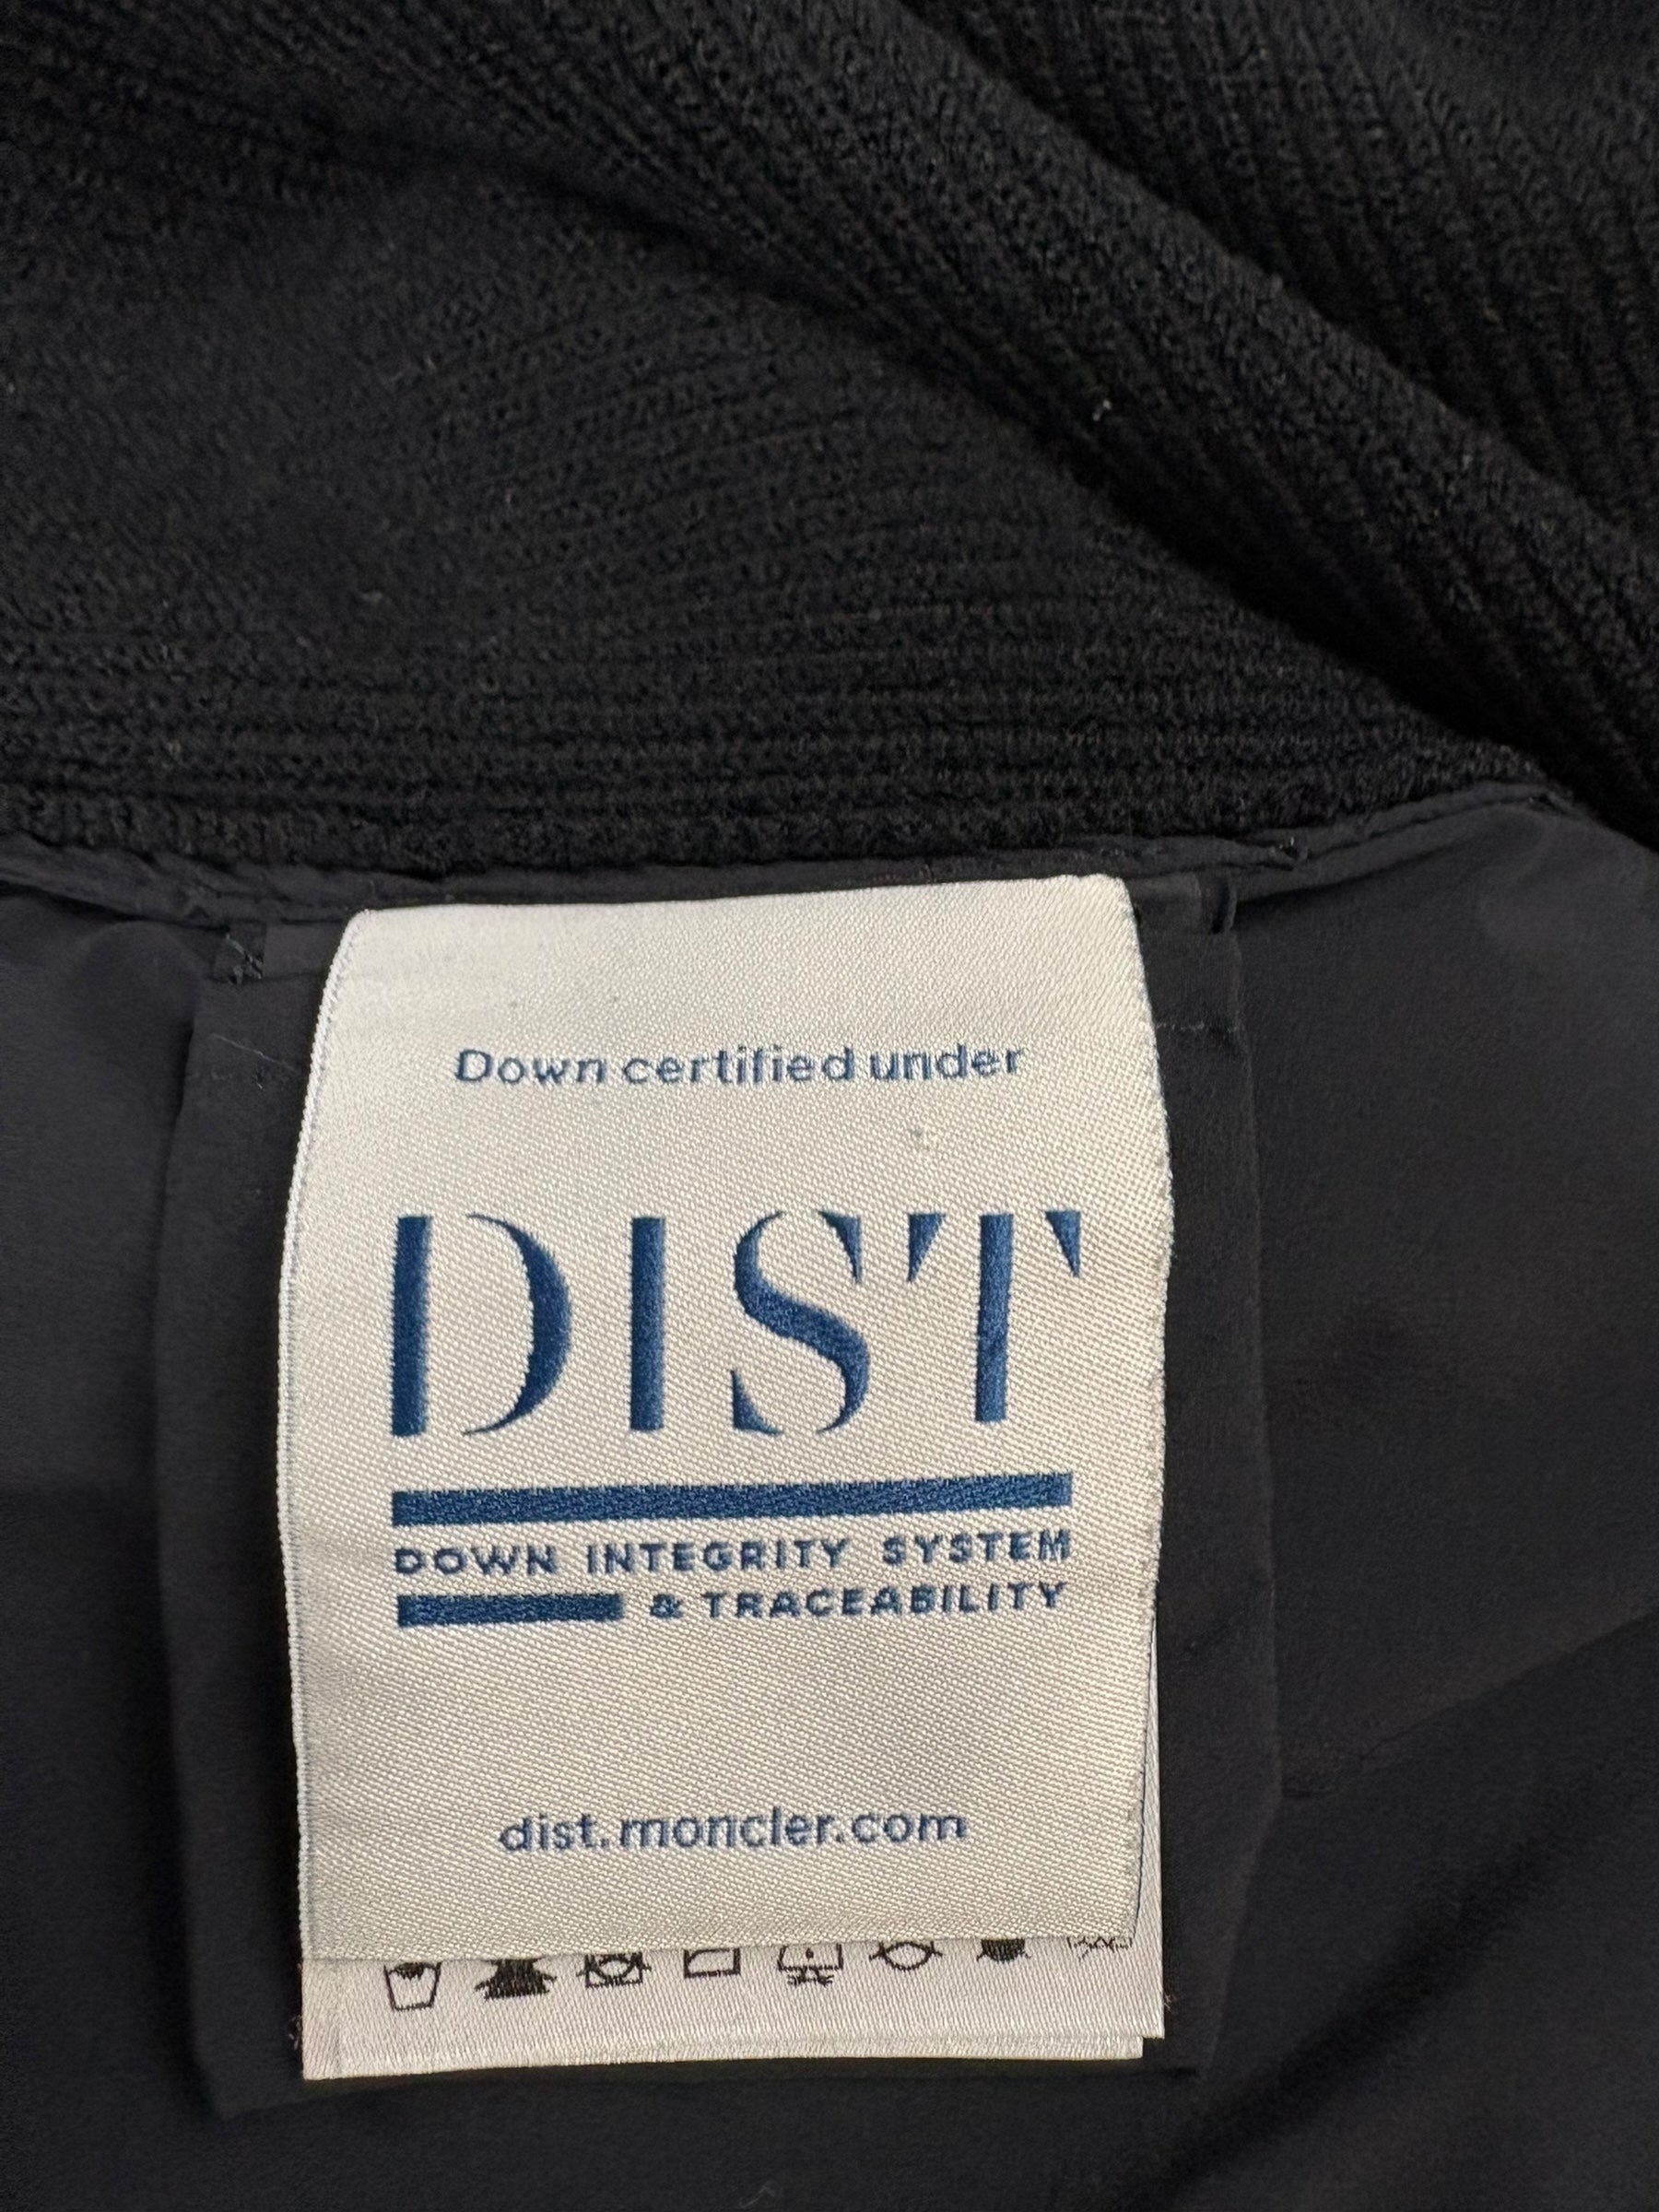 Down certified under
DIST
DOWN INTEGRITY SYSTEM
& TRACEABILITY
dist.moncler.com